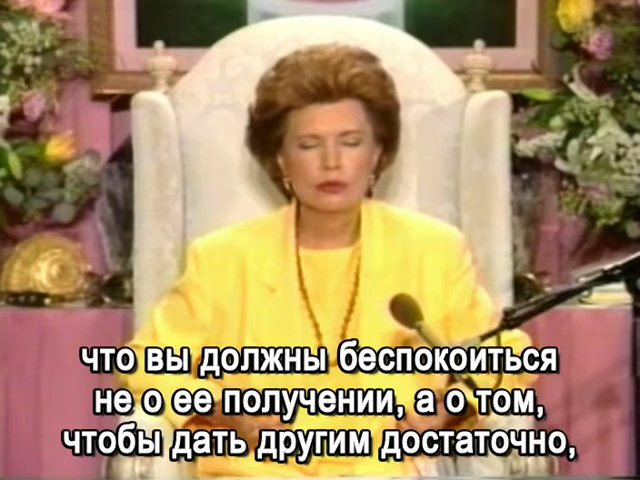 что вы должны беспокоиться
не о ее получении, а о том,
чтобы дать другим достаточно,